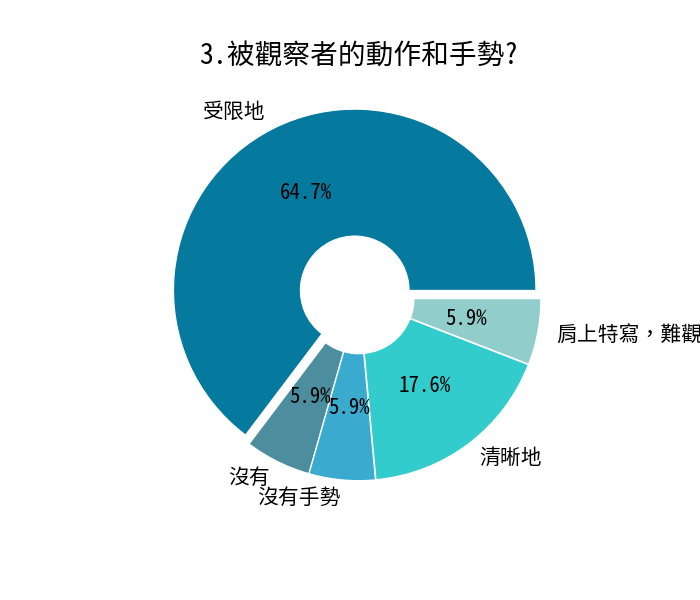 3.被觀察者的動作和手勢?
受限地
64.7%
5.9%
肩上特寫，難觀
17.6%
5.9%
5.9%
清晰地
沒有
沒有手勢